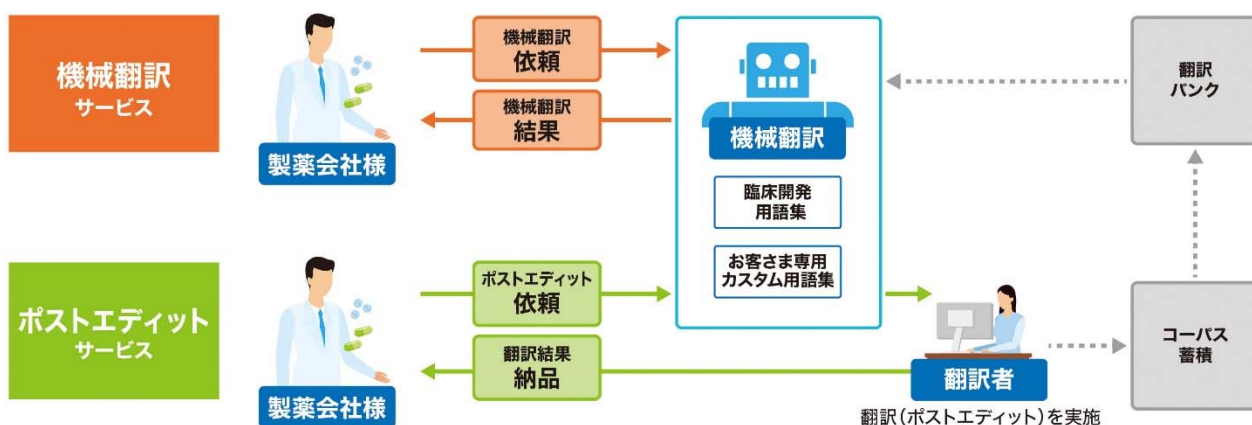 機械翻訳
サービス
製薬会社様
機械翻訳
依頼
機械翻訳
結果
機械翻訳
臨床開発
用語集
お客さま専用
カスタム用語集
翻訳
バンク
ポストエディット
サービス
製薬会社様
ポストエディット
依頼
翻訳結果
納品
翻訳者
翻訳(ポストエディット)を実施
コーパス
蓄積